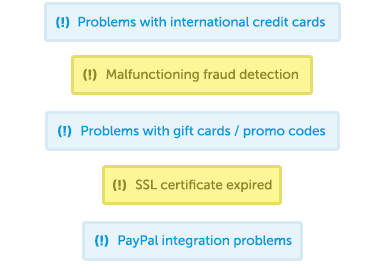 (!) Problems with international credit cards
(!) Malfunctioning fraud detection
(!) Problems with gift cards / promo codes
(!) SSL certificate expired
(!) PayPal integration problems